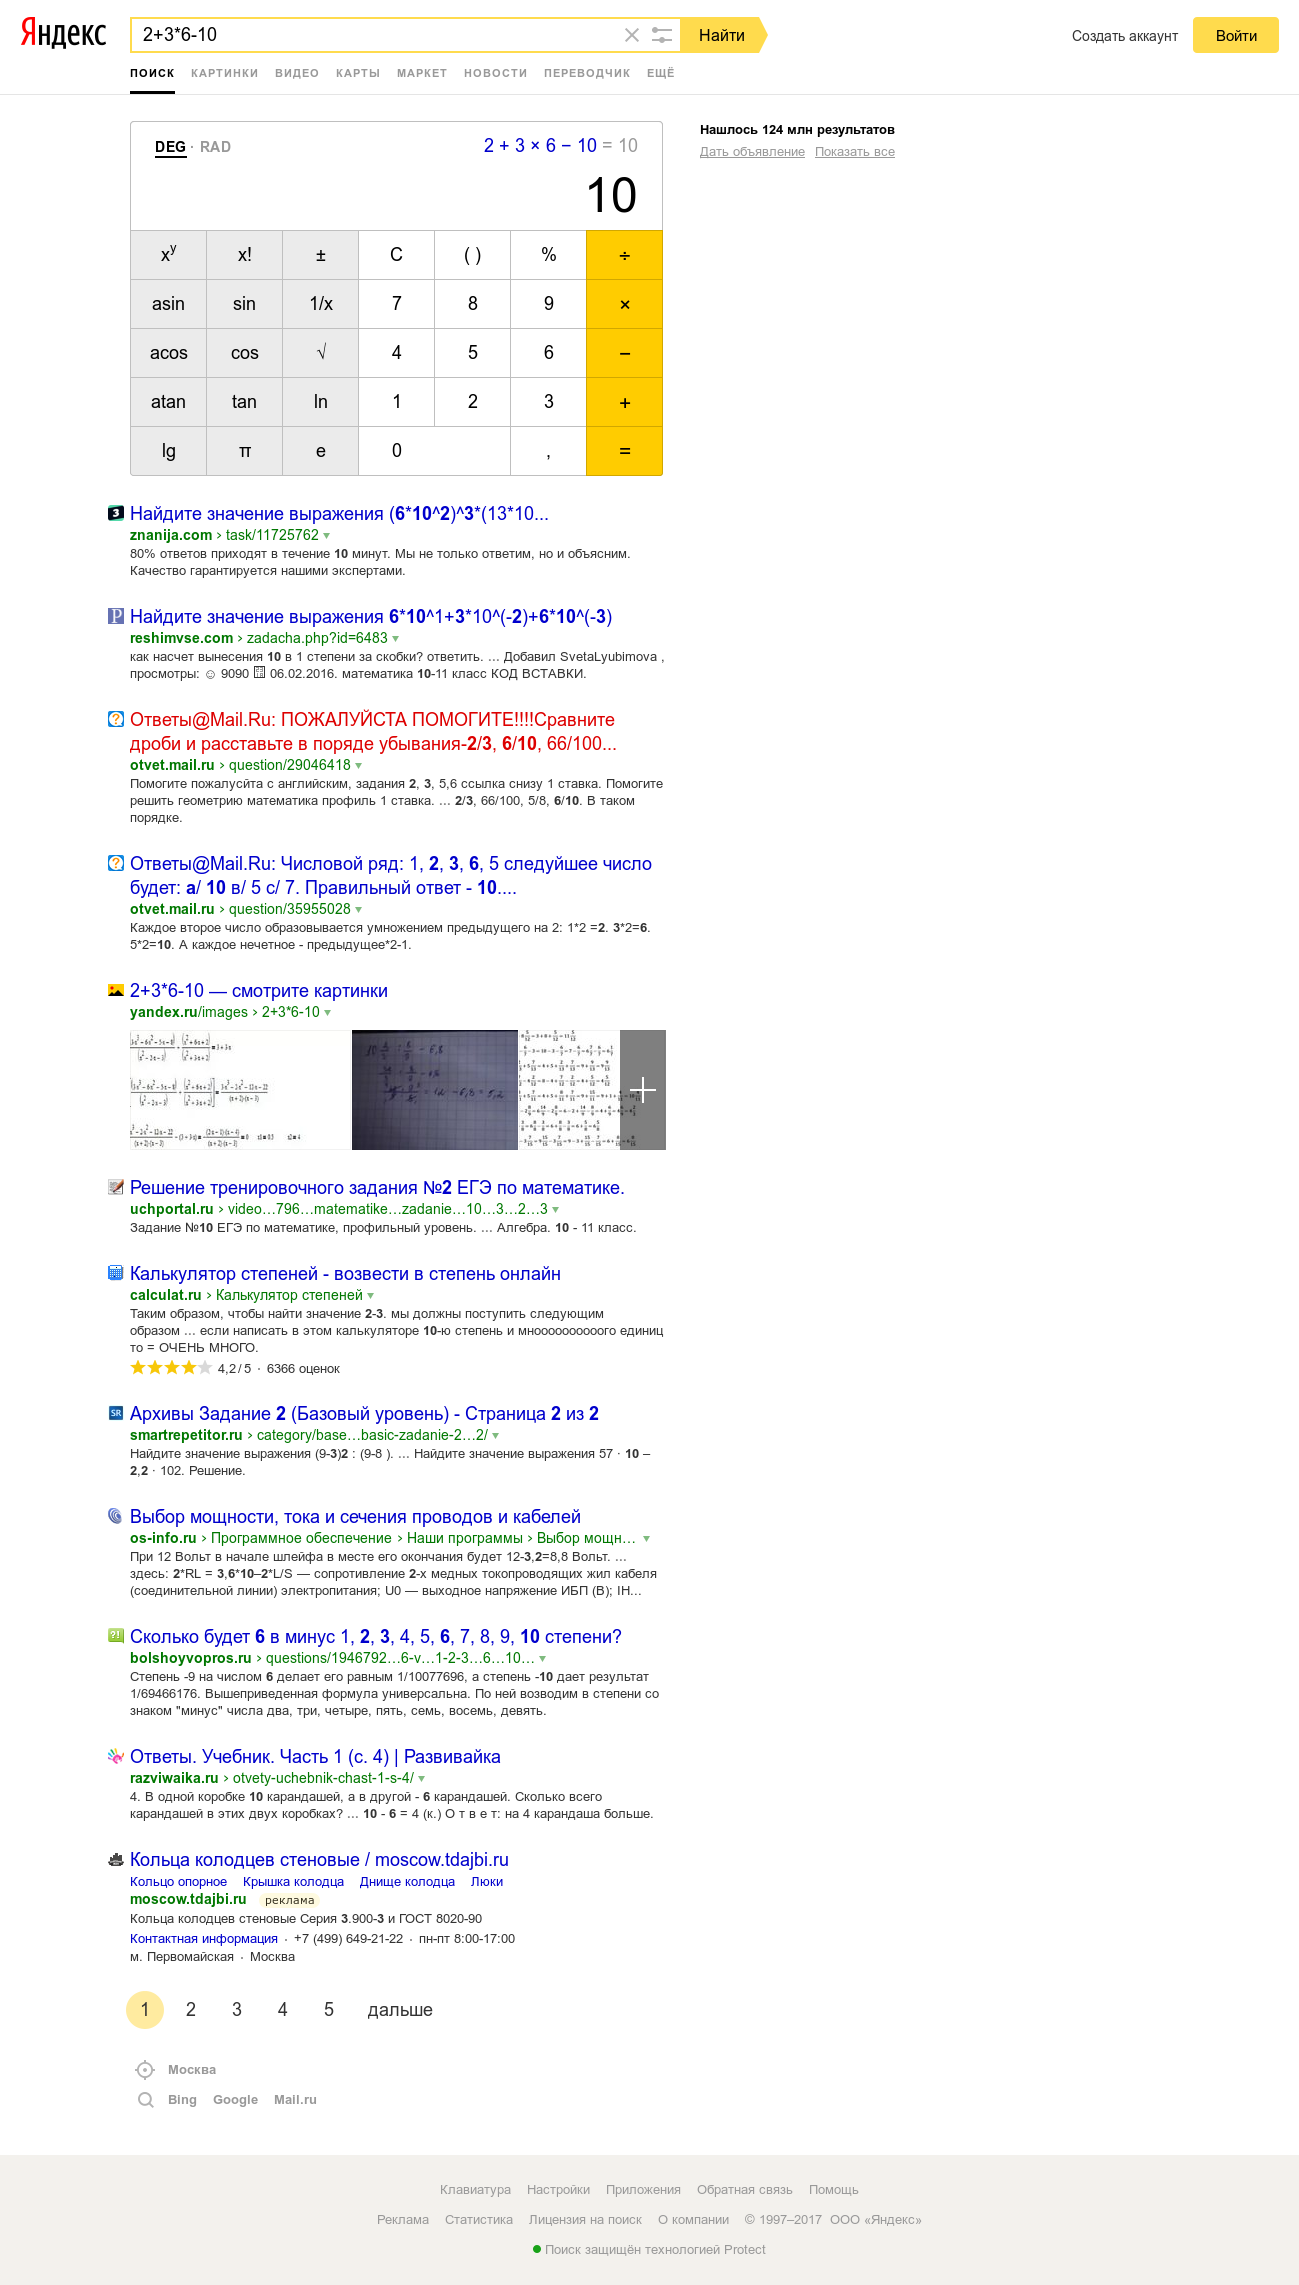 Яндекс
2+3*6-10
Найти
Создать аккаунт
Войти
ПОИСК КАРТИНКИ ВИДЕО КАРТЫ МАРКЕТ НОВОСТИ ПЕРЕВОДЧИК ЕЩЁ
DEG · RAD
2 + 3 × 6 − 10 = 10
10
Нашлось 124 млн результатов
Дать объявление Показать все
xy x! ± C ( ) % ÷
asin sin 1/x 7 8 9 ×
acos cos √ 4 5 6 −
atan tan ln 1 2 3 +
lg π e 0 , =
Найдите значение выражения (6*10^2)^3*(13*10...
znanija.com › task/11725762
80% ответов приходят в течение 10 минут. Мы не только ответим, но и объясним.
Качество гарантируется нашими экспертами.
Найдите значение выражения 6*10^1+3*10^(-2)+6*10^(-3)
reshimvse.com › zadacha.php?id=6483
как насчет вынесения 10 в 1 степени за скобки? ответить. ... Добавил SvetaLyubimova ,
просмотры: ☺ 9090 06.02.2016. математика 10-11 класс КОД ВСТАВКИ.
Ответы@Mail.Ru: ПОЖАЛУЙСТА ПОМОГИТЕ!!!!Сравните
дроби и расставьте в поряде убывания-2/3, 6/10, 66/100...
otvet.mail.ru › question/29046418
Помогите пожалусйта с английским, задания 2, 3, 5,6 ссылка снизу 1 ставка. Помогите
решить геометрию математика профиль 1 ставка. ... 2/3, 66/100, 5/8, 6/10. В таком
порядке.
Ответы@Mail.Ru: Числовой ряд: 1, 2, 3, 6, 5 следуйшее число
будет: а/ 10 в/ 5 с/ 7. Правильный ответ - 10....
otvet.mail.ru › question/35955028
Каждое второе число образовывается умножением предыдущего на 2: 1*2 =2. 3*2=6.
5*2=10. А каждое нечетное - предыдущее*2-1.
2+3*6-10 — смотрите картинки
yandex.ru/images › 2+3*6-10
Решение тренировочного задания №2 ЕГЭ по математике.
uchportal.ru › video…796…matematike…zadanie…10…3…2…3
Задание №10 ЕГЭ по математике, профильный уровень. ... Алгебра. 10 - 11 класс.
Калькулятор степеней - возвести в степень онлайн
calculat.ru › Калькулятор степеней
Таким образом, чтобы найти значение 2-3. мы должны поступить следующим
образом ... если написать в этом калькуляторе 10-ю степень и мноооооооооого единиц
то = ОЧЕНЬ МНОГО.
4,2 / 5 · 6366 оценок
SR
Архивы Задание 2 (Базовый уровень) - Страница 2 из 2
smartrepetitor.ru › category/base…basic-zadanie-2…2/
Найдите значение выражения (9-3)2 : (9-8 ). ... Найдите значение выражения 57 · 10 –
2,2 · 102. Решение.
Выбор мощности, тока и сечения проводов и кабелей
os-info.ru › Программное обеспечение › Наши программы › Выбор мощн…
При 12 Вольт в начале шлейфа в месте его окончания будет 12-3,2=8,8 Вольт. ...
здесь: 2*RL = 3,6*10–2*L/S — сопротивление 2-х медных токопроводящих жил кабеля
(соединительной линии) электропитания; U0 — выходное напряжение ИБП (В); IН...
Сколько будет 6 в минус 1, 2, 3, 4, 5, 6, 7, 8, 9, 10 степени?
bolshoyvopros.ru › questions/1946792…6-v…1-2-3…6…10…
Степень -9 на числом 6 делает его равным 1/10077696, а степень -10 дает результат
1/69466176. Вышеприведенная формула универсальна. По ней возводим в степени со
знаком "минус" числа два, три, четыре, пять, семь, восемь, девять.
Ответы. Учебник. Часть 1 (с. 4) | Развивайка
razviwaika.ru › otvety-uchebnik-chast-1-s-4/
4. В одной коробке 10 карандашей, а в другой - 6 карандашей. Сколько всего
карандашей в этих двух коробках? ... 10 - 6 = 4 (к.) О т в е т: на 4 карандаша больше.
Кольца колодцев стеновые / moscow.tdajbi.ru
Кольцо опорное Крышка колодца Днище колодца Люки
moscow.tdajbi.ru реклама
Кольца колодцев стеновые Серия 3.900-3 и ГОСТ 8020-90
Контактная информация · +7 (499) 649-21-22 · пн-пт 8:00-17:00
м. Первомайская · Москва
1 2 3 4 5 дальше
Москва
Bing Google Mail.ru
Клавиатура Настройки Приложения Обратная связь Помощь
Реклама Статистика Лицензия на поиск О компании © 1997–2017 ООО «Яндекс»
Поиск защищён технологией Protect